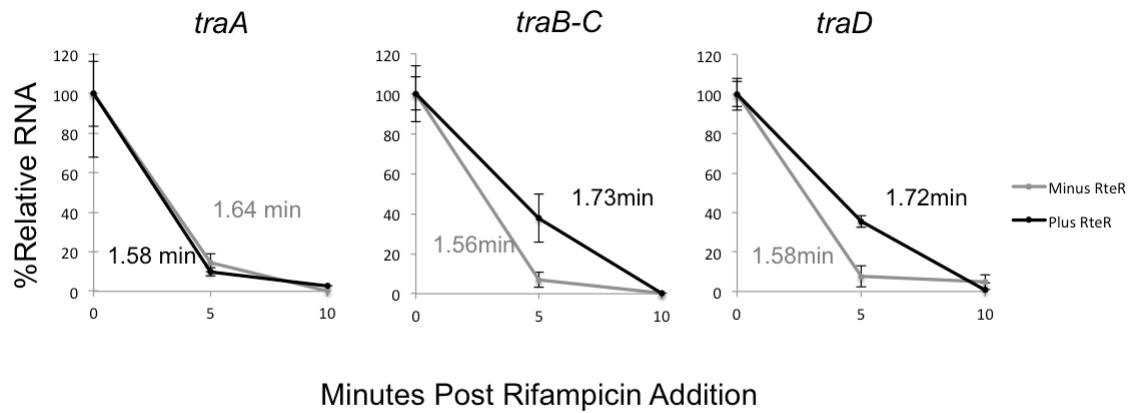 traA
traB-C
traD
%Relative RNA
120
100
80
60
40
20
0
0
5
10
1.64 min
1.58 min
120
100
80
60
40
20
0
0
5
10
1.73min
1.56min
120
100
80
60
40
20
0
0
5
10
1.72min
1.58min
Minus RteR
Plus RteR
Minutes Post Rifampicin Addition